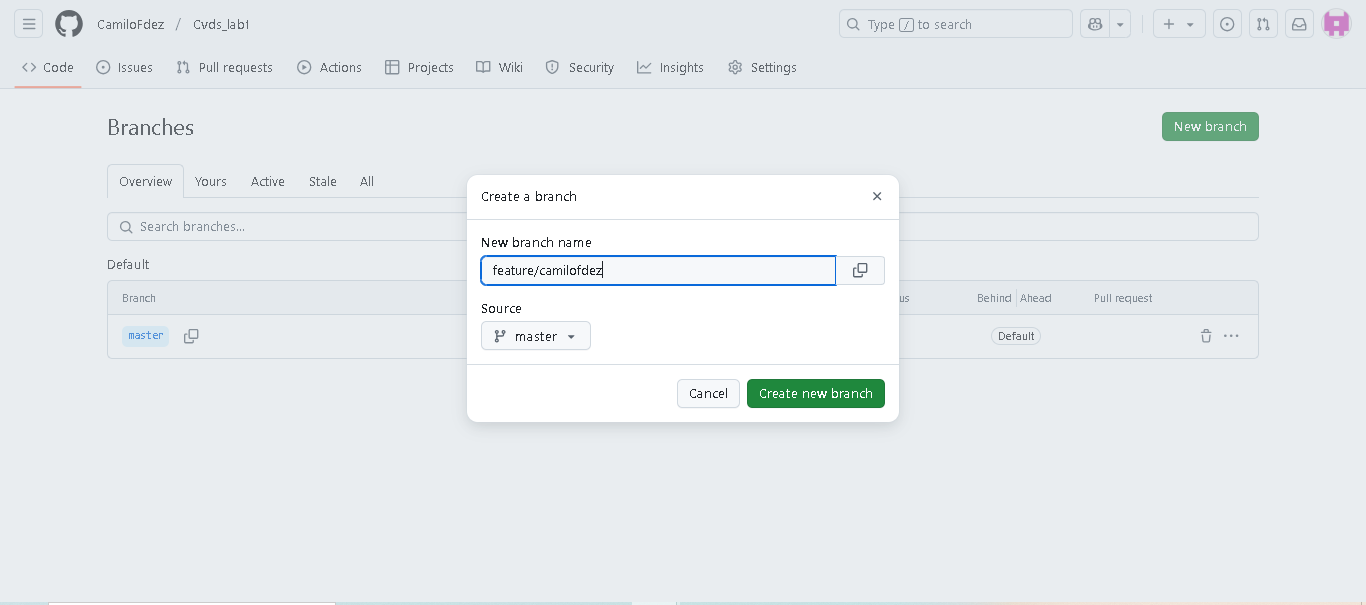 CamiloFdez / Cvds_lab1
Type / to search
Code Issues Pull requests Actions Projects Wiki Security Insights Settings
Branches
New branch
Overview Yours Active Stale All
Search branches...
Default
Branch
us Behind Ahead Pull request
master
Default
Create a branch
New branch name
feature/camilofdez
Source
master
Cancel Create new branch